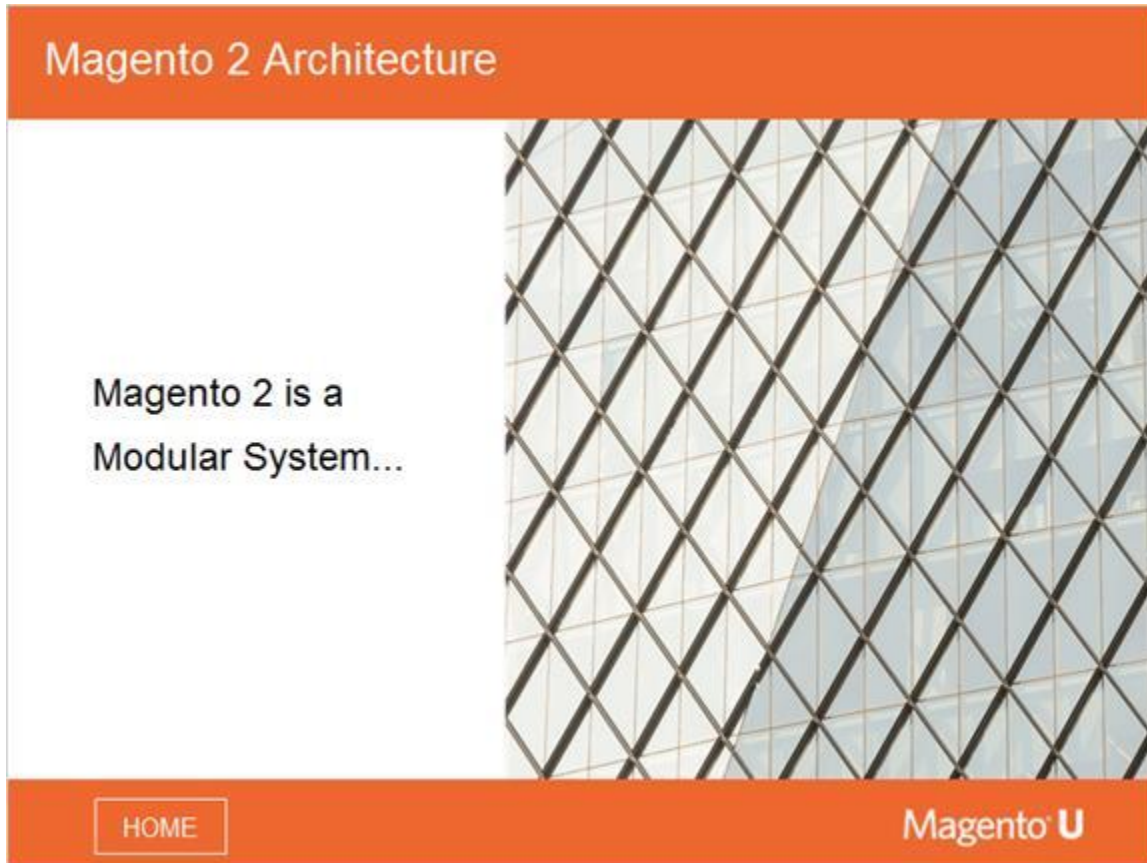 Magento 2 Architecture
Magento 2 is a
Modular System...
HOME
Magento U